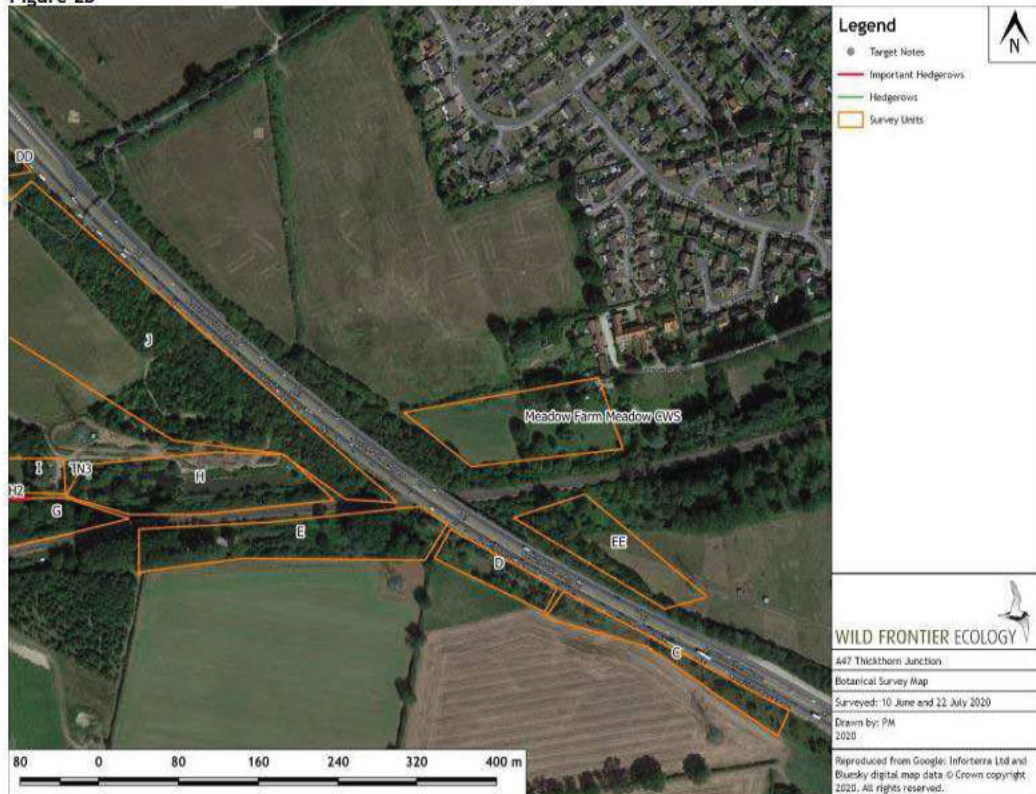 Legend
N
Target Notes
Important Hedgerows
Hedgerows
Survey Units
DD
J
Meadow Farm Meadow CWS
I
TN3
H
H2
G
E
D
EE
C
80 0 80 160 240 320 400 m
WILD FRONTIER ECOLOGY
A47 Thickthorn Junction
Botanical Survey Map
Surveyed: 10 June and 22 July 2020
Drawn by: PM
2020
Reproduced from Google: Infoterra Ltd and
Bluesky digital map data © Crown copyright
2020. All rights reserved.